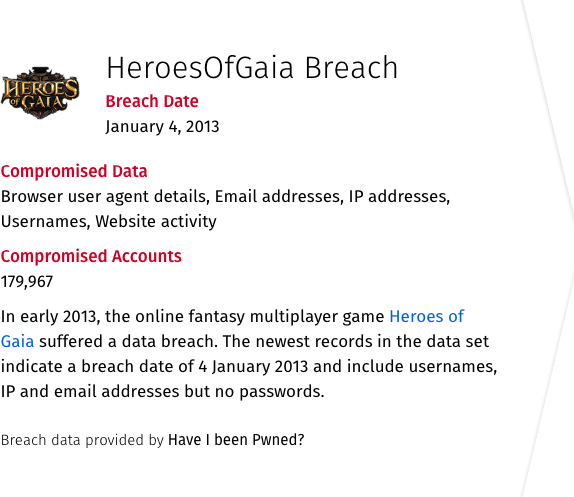 HEROES
OF GAIA
HeroesOfGaia Breach
Breach Date
January 4, 2013
Compromised Data
Browser user agent details, Email addresses, IP addresses,
Usernames, Website activity
Compromised Accounts
179,967
In early 2013, the online fantasy multiplayer game Heroes of
Gaia suffered a data breach. The newest records in the data set
indicate a breach date of 4 January 2013 and include usernames,
IP and email addresses but no passwords.
Breach data provided by Have I been Pwned?